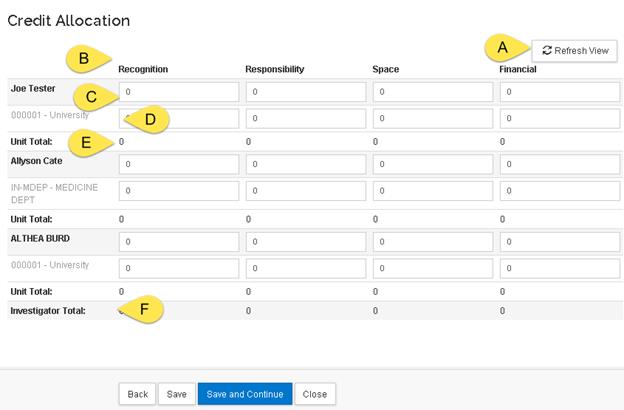 Credit Allocation
A Refresh View
B Recognition Responsibility Space Financial
Joe Tester 0 0 0 0
C
000001 - University D 0 0 0
E
Unit Total: 0 0 0 0
Allyson Cate 0 0 0 0
IN-MDEP - MEDICINE
DEPT 0 0 0 0
Unit Total: 0 0 0 0
ALTHEA BURD 0 0 0 0
000001 - University 0 0 0 0
Unit Total: 0 0 0 0
Investigator Total: F 0 0 0
Back Save Save and Continue Close